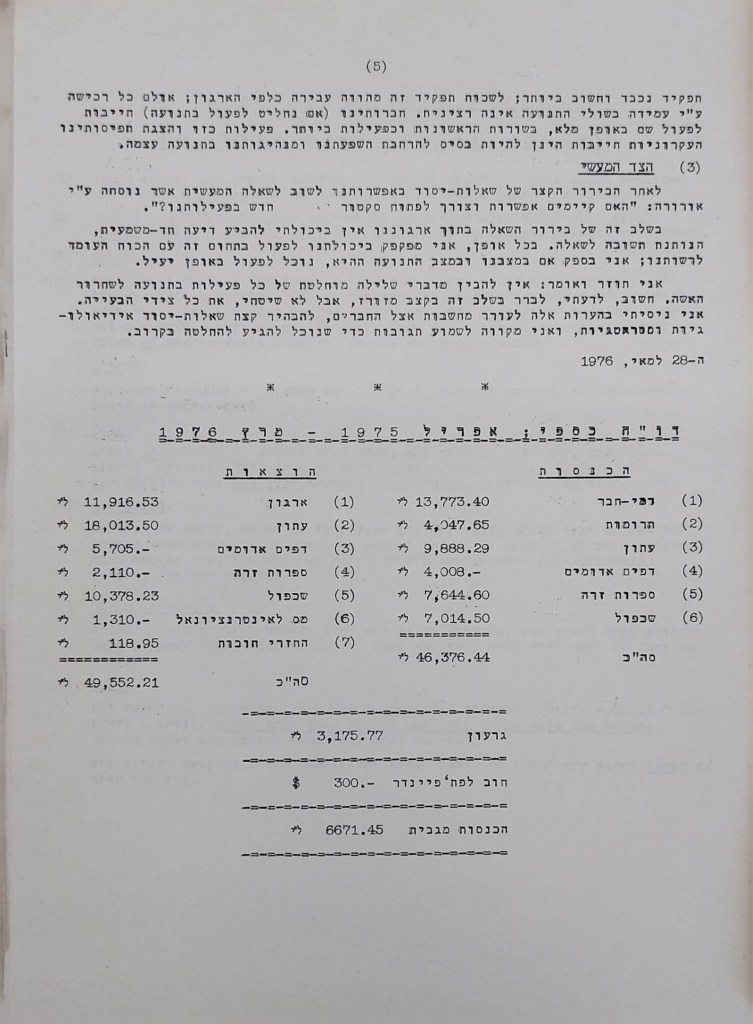 (5)
תפקיד נכבד וחשוב ביותר; לשכוח תפקיד זה מהווה עבירה כלפי הארגון; אולם כל רכישה
ע"י עמידה בשולי התנועה אינה רצינית. חברותינו (אם נחליט לפעול בתנועה) חייבות
לפעול שם באופן מלא, בשורות הראשונות וכפעילות ביותר. פעילות כזו והצגת תפיסותינו
העקרוניות חייבות הינן להיות בסיס להרחבת השפעתנו ומנהיגותנו בתנועה עצמה.
(3) הצד המעשי
לאחר הבירור הקצר של שאלות-יסוד באפשרותנו לשוב לשאלה המעשית אשר נוסחה ע"י
אורורה: "האם קיימים אפשרות וצורך לפתוח סקטור חדש בפעילותנו?".
בשלב זה של בירור השאלה בתוך ארגוננו אין ביכולתי להביע דיעה חד-משמעית,
הנותנת תשובה לשאלה. בכל אופן, אני מפקפק ביכולתנו לפעול בתחום זה עם הכוח העומד
לרשותנו; אני בספק אם במצבנו ובמצב התנועה ההיא, נוכל לפעול באופן יעיל.
אני חוזר ואומר: אין להבין מדברי שלילה מוחלטת של כל פעילות בתנועה לשחרור
האשה. חשוב, לדעתי, לברר בשלב זה בקצב מזורז, אבל לא שיטחי, את כל צידי הבעייה.
אני ניסיתי בהערות אלה לעורר מחשבות אצל החברים, להבהיר קצת שאלות-יסוד אידיאולו-
גיות וסטראטגיות, ואני מקווה לשמוע תגובות כדי שנוכל להגיע להחלטה בקרוב.
ה-28 למאי, 1976
* * *
דו"ח כספי; אפריל 1975 - מרץ 1976
הכנסות הוצאות
(1) דמי-חבר 13,773.40 ל"י (1) ארגון 11,916.53 ל"י
(2) תרומות 4,047.65 ל"י (2) עתון 18,013.50 ל"י
(3) עתון 9,888.29 ל"י (3) דפים אדומים 5,705.- ל"י
(4) דפים אדומים 4,008.- ל"י (4) ספרות זרה 2,110.- ל"י
(5) ספרות זרה 7,644.60 ל"י (5) שכפול 10,378.23 ל"י
(6) שכפול 7,014.50 ל"י (6) מס לאינטרנציונאל 1,310.- ל"י
(7) החזרי חובות 118.95 ל"י
סה"כ 46,376.44 ל"י
סה"כ 49,552.21 ל"י
גרעון 3,175.77 ל"י
חוב לפת'פיינדר 300.- $
הכנסות מגבית 6671.45 ל"י